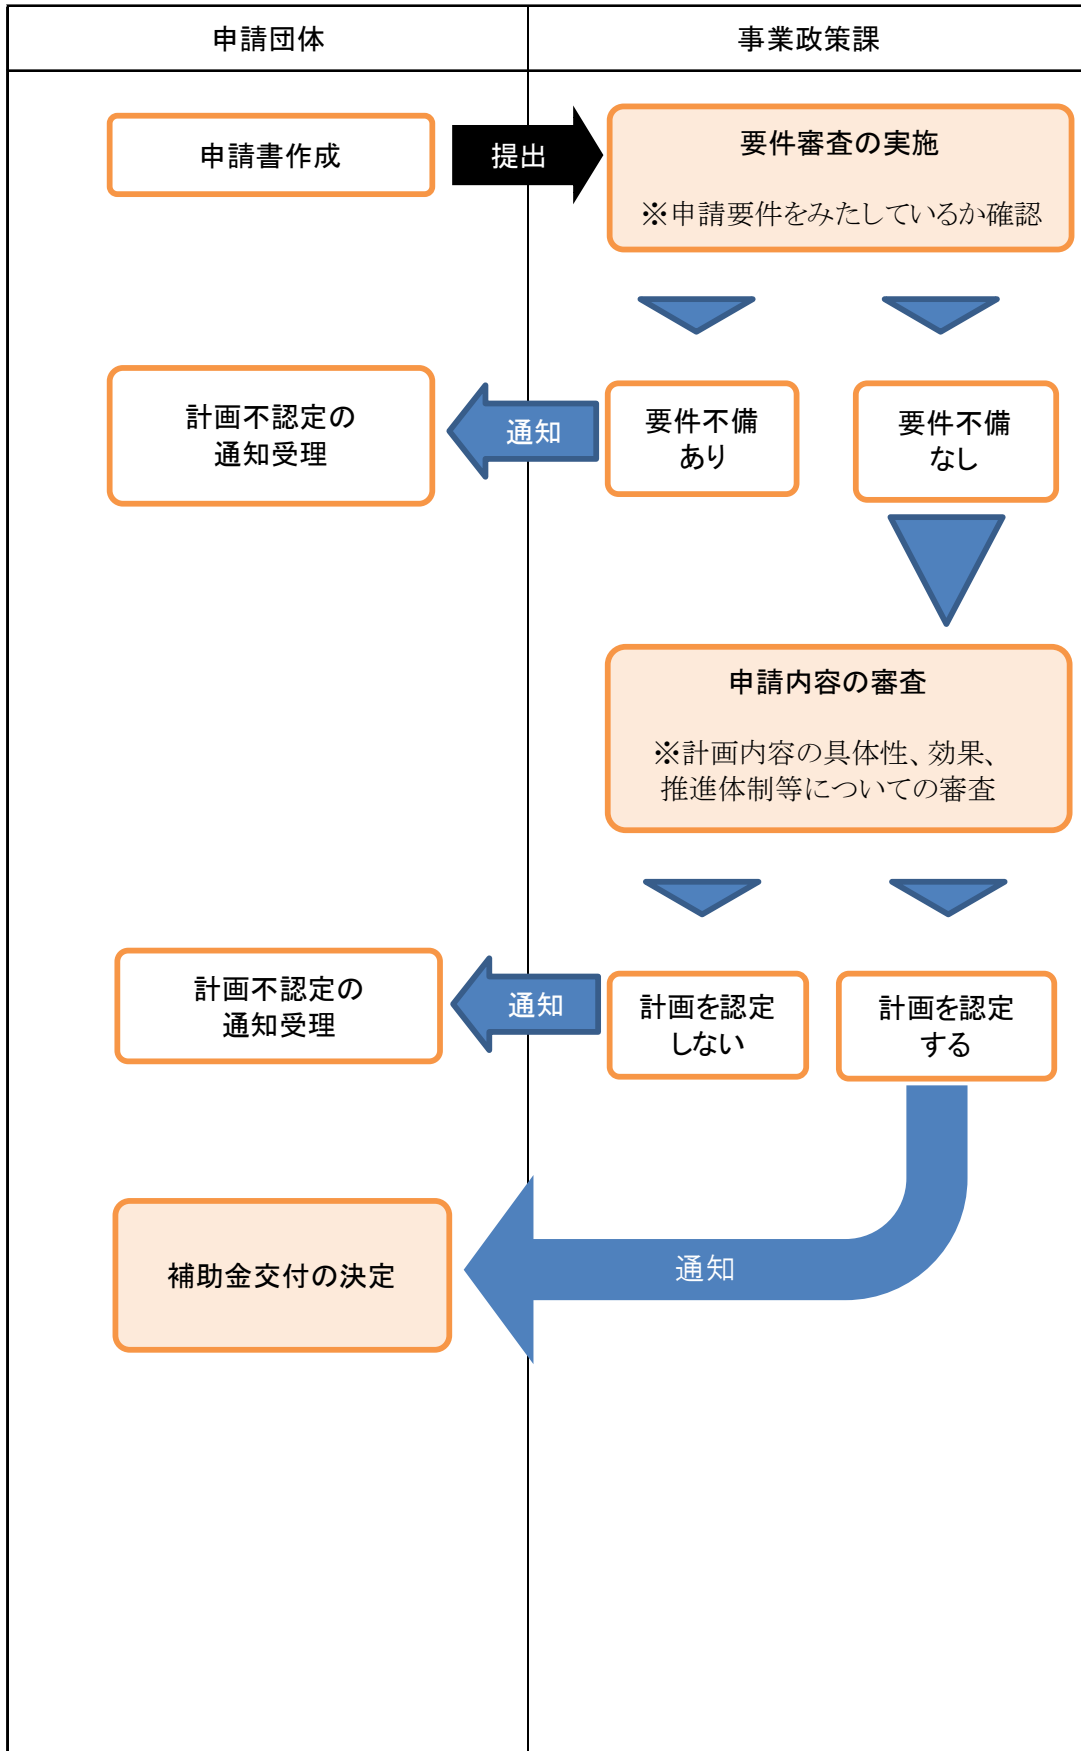 申請団体
事業政策課
申請書作成
提出
要件審査の実施
※申請要件をみたしているか確認
計画不認定の
通知受理
通知
要件不備
あり
要件不備
なし
申請内容の審査
※計画内容の具体性、効果、
推進体制等についての審査
計画不認定の
通知受理
通知
計画を認定
しない
計画を認定
する
補助金交付の決定
通知